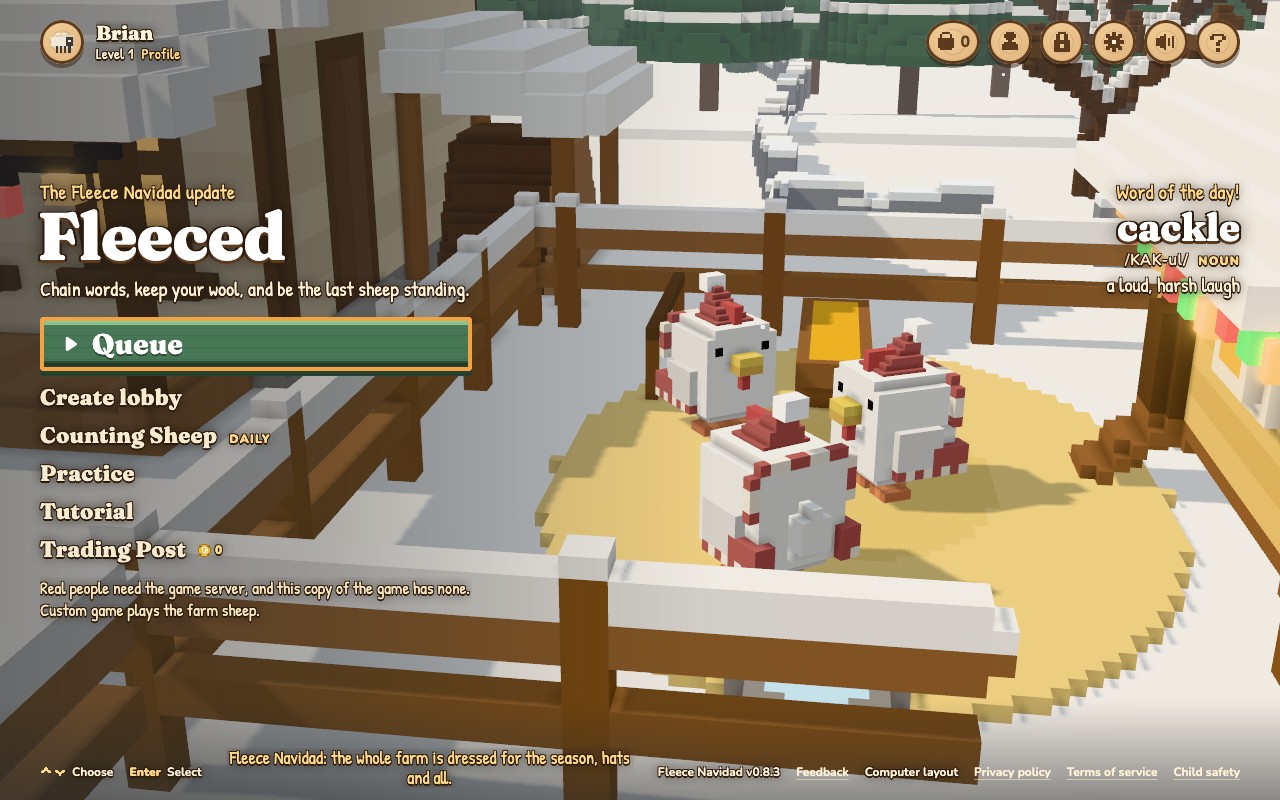 Brian
Level 1 Profile
0
The Fleece Navidad update
Fleeced
Chain words, keep your wool, and be the last sheep standing.
Queue
Create lobby
Counting Sheep DAILY
Practice
Tutorial
Trading Post 0
Real people need the game server, and this copy of the game has none.
Custom game plays the farm sheep.
Word of the day!
cackle
/KAK-ul/ NOUN
a loud, harsh laugh
Choose Enter Select
Fleece Navidad: the whole farm is dressed for the season, hats
and all.
Fleece Navidad v0.8.3 Feedback Computer layout Privacy policy Terms of service Child safety